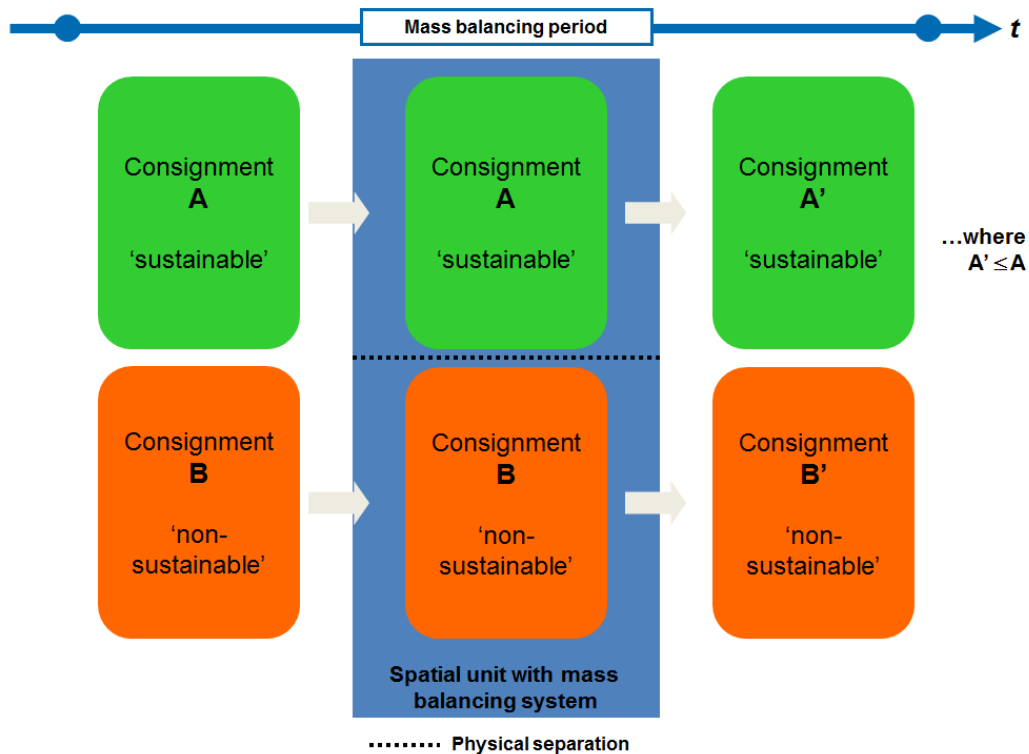 Mass balancing period
t
Consignment
A
‘sustainable’
Consignment
A
‘sustainable’
Consignment
A’
‘sustainable’
...where
A’ ≤ A
Consignment
B
‘non-
sustainable’
Consignment
B
‘non-
sustainable’
Consignment
B’
‘non-
sustainable’
Spatial unit with mass
balancing system
Physical separation